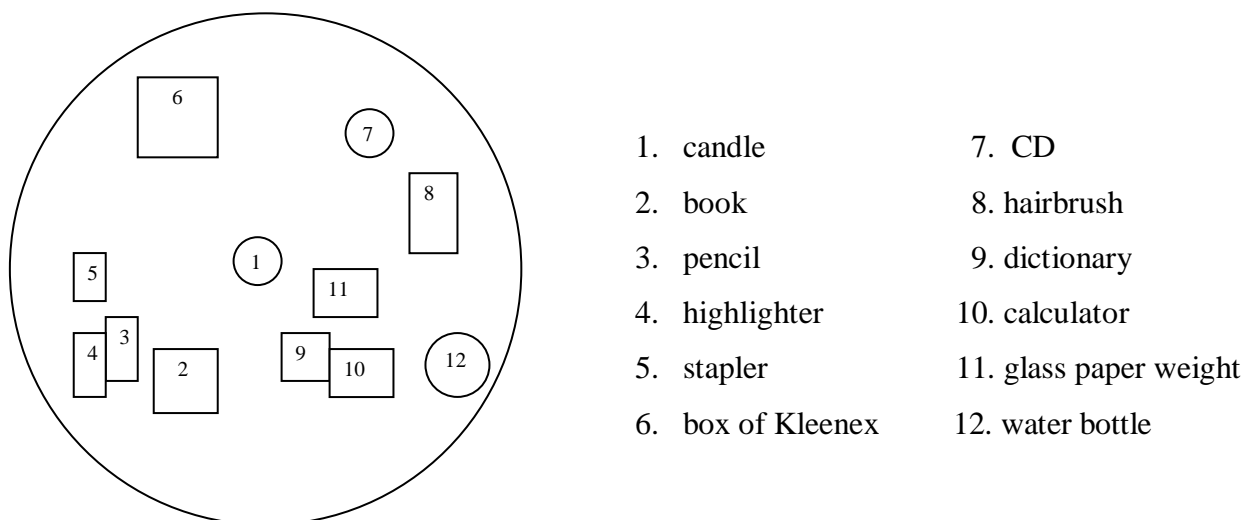 6
7
8
1
5
11
3
4
9
2
10
12
1. candle
2. book
3. pencil
4. highlighter
5. stapler
6. box of Kleenex
7. CD
8. hairbrush
9. dictionary
10. calculator
11. glass paper weight
12. water bottle